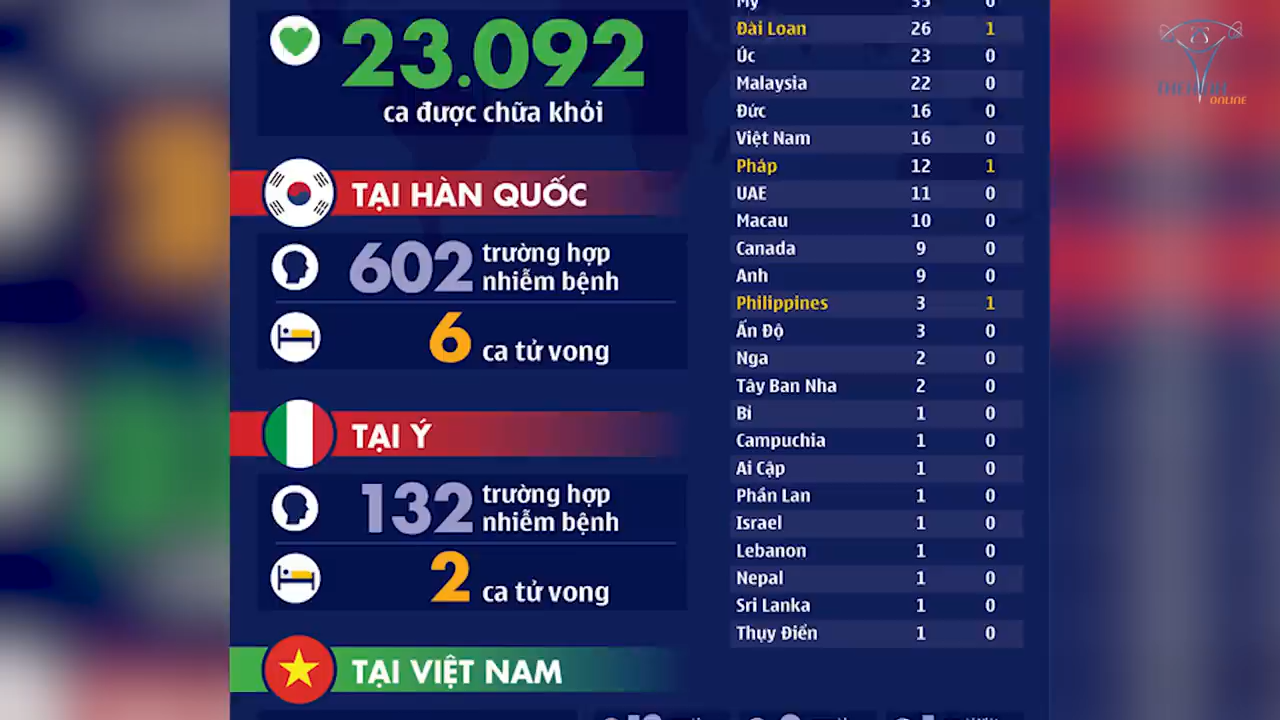 23.092
ca được chữa khỏi
TẠI HÀN QUỐC
602 trường hợp
nhiễm bệnh
6 ca tử vong
TẠI Ý
132 trường hợp
nhiễm bệnh
2 ca tử vong
TẠI VIỆT NAM
Mỹ 35 0
Đài Loan 26 1
Úc 23 0
Malaysia 22 0
Đức 16 0
Việt Nam 16 0
Pháp 12 1
UAE 11 0
Macau 10 0
Canada 9 0
Anh 9 0
Philippines 3 1
Ấn Độ 3 0
Nga 2 0
Tây Ban Nha 2 0
Bỉ 1 0
Campuchia 1 0
Ai Cập 1 0
Phần Lan 1 0
Israel 1 0
Lebanon 1 0
Nepal 1 0
Sri Lanka 1 0
Thụy Điển 1 0
ONLINE